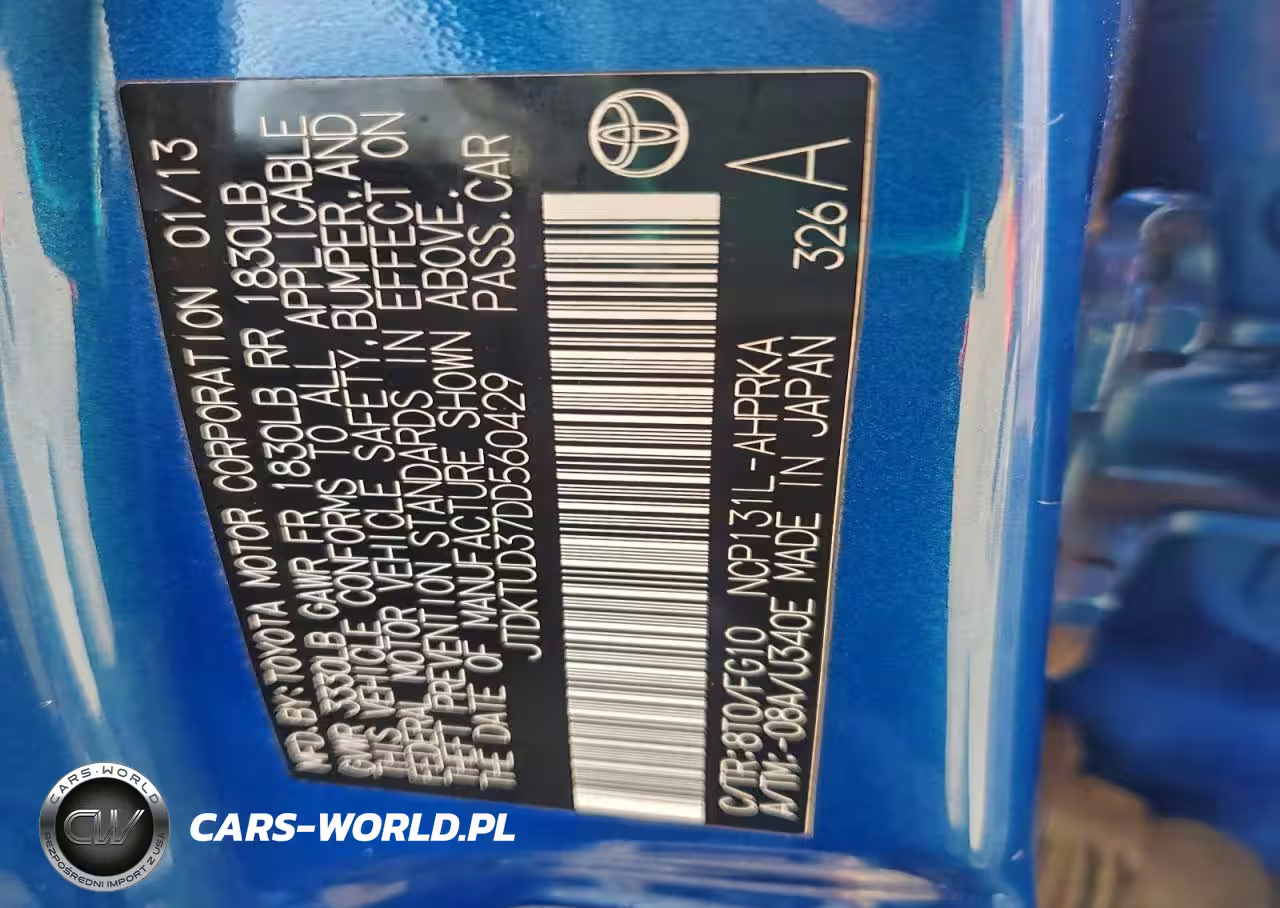 MFD.BY:TOYOTA MOTOR CORPORATION 01/13
GVWR 3330LB GAWR FR 1830LB RR 1830LB
THIS VEHICLE CONFORMS TO ALL APPLICABLE
FEDERAL MOTOR VEHICLE SAFETY,BUMPER,AND
THEFT PREVENTION STANDARDS IN EFFECT ON
THE DATE OF MANUFACTURE SHOWN ABOVE.
JTDKTUD37DD560429 PASS.CAR
C/TR:8T0/FG10 NCP131L-AHPRKA
A/TM:-08A/U340E MADE IN JAPAN 326 A
CARS-WORLD
CW
BEZPOŚREDNI IMPORT Z USA
CARS-WORLD.PL